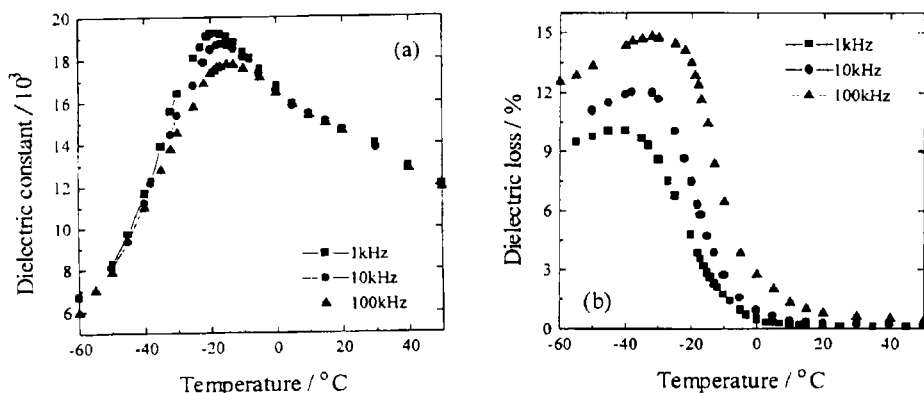 Dielectric constant / 10³
20
18
16
14
12
10
8
6
(a)
1kHz
10kHz
100kHz
-60 -40 -20 0 20 40
Temperature / °C
Dielectric loss / %
15
12
9
6
3
0
1kHz
10kHz
100kHz
(b)
-60 -40 -20 0 20 40
Temperature / °C